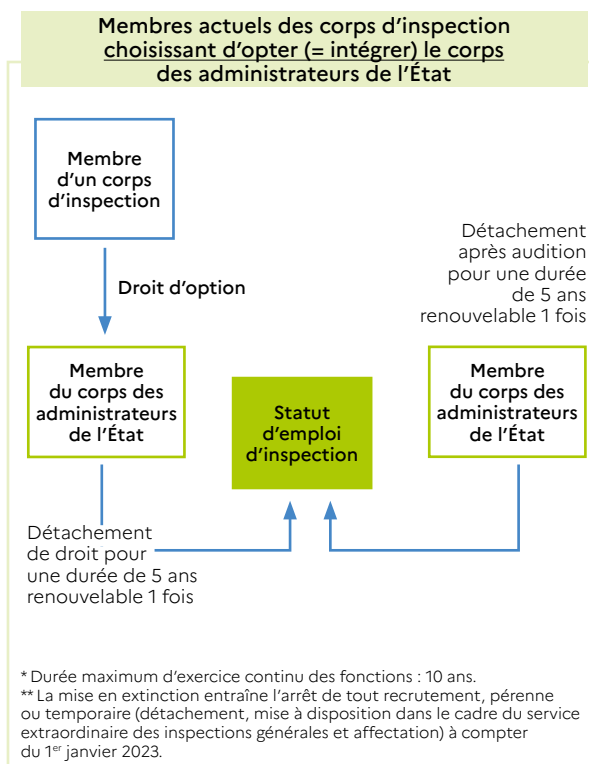 Membres actuels des corps d'inspection
choisissant d'opter (= intégrer) le corps
des administrateurs de l'État
Membre
d'un corps
d'inspection
Droit d'option
Détachement
après audition
pour une durée
de 5 ans
renouvelable 1 fois
Membre
du corps des
administrateurs
de l'État
Statut
d'emploi
d'inspection
Membre
du corps des
administrateurs
de l'État
Détachement
de droit pour
une durée de 5 ans
renouvelable 1 fois
* Durée maximum d'exercice continu des fonctions : 10 ans.
** La mise en extinction entraîne l'arrêt de tout recrutement, pérenne
ou temporaire (détachement, mise à disposition dans le cadre du service
extraordinaire des inspections générales et affectation) à compter
du 1er janvier 2023.